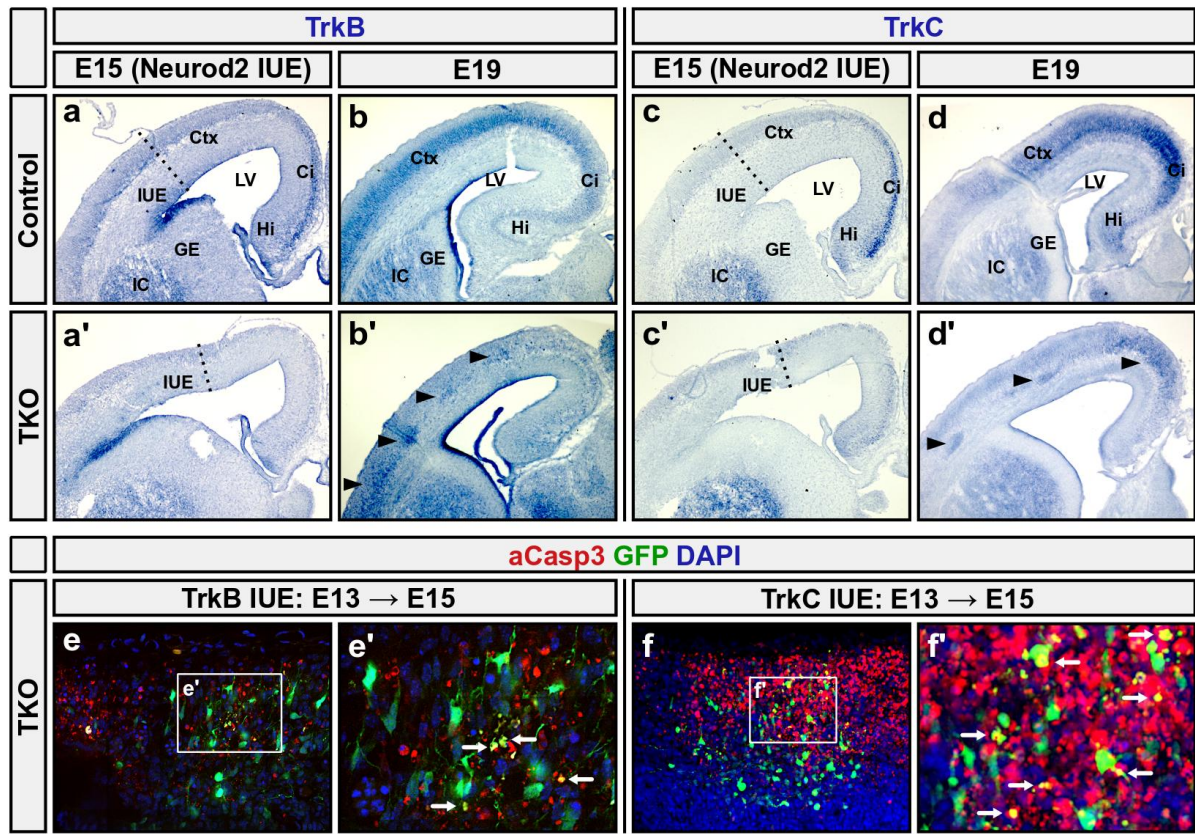 TrkB
TrkC
E15 (Neurod2 IUE)
E19
E15 (Neurod2 IUE)
E19
Control
a
Ctx
IUE
LV
Ci
GE
Hi
IC
b
Ctx
LV
Ci
Hi
GE
IC
c
Ctx
IUE
LV
Ci
Hi
GE
IC
d
Ctx
LV
Ci
Hi
GE
IC
TKO
a'
IUE
b'
c'
IUE
d'
aCasp3 GFP DAPI
TrkB IUE: E13 → E15
TrkC IUE: E13 → E15
TKO
e
e'
e'
f
f'
f'